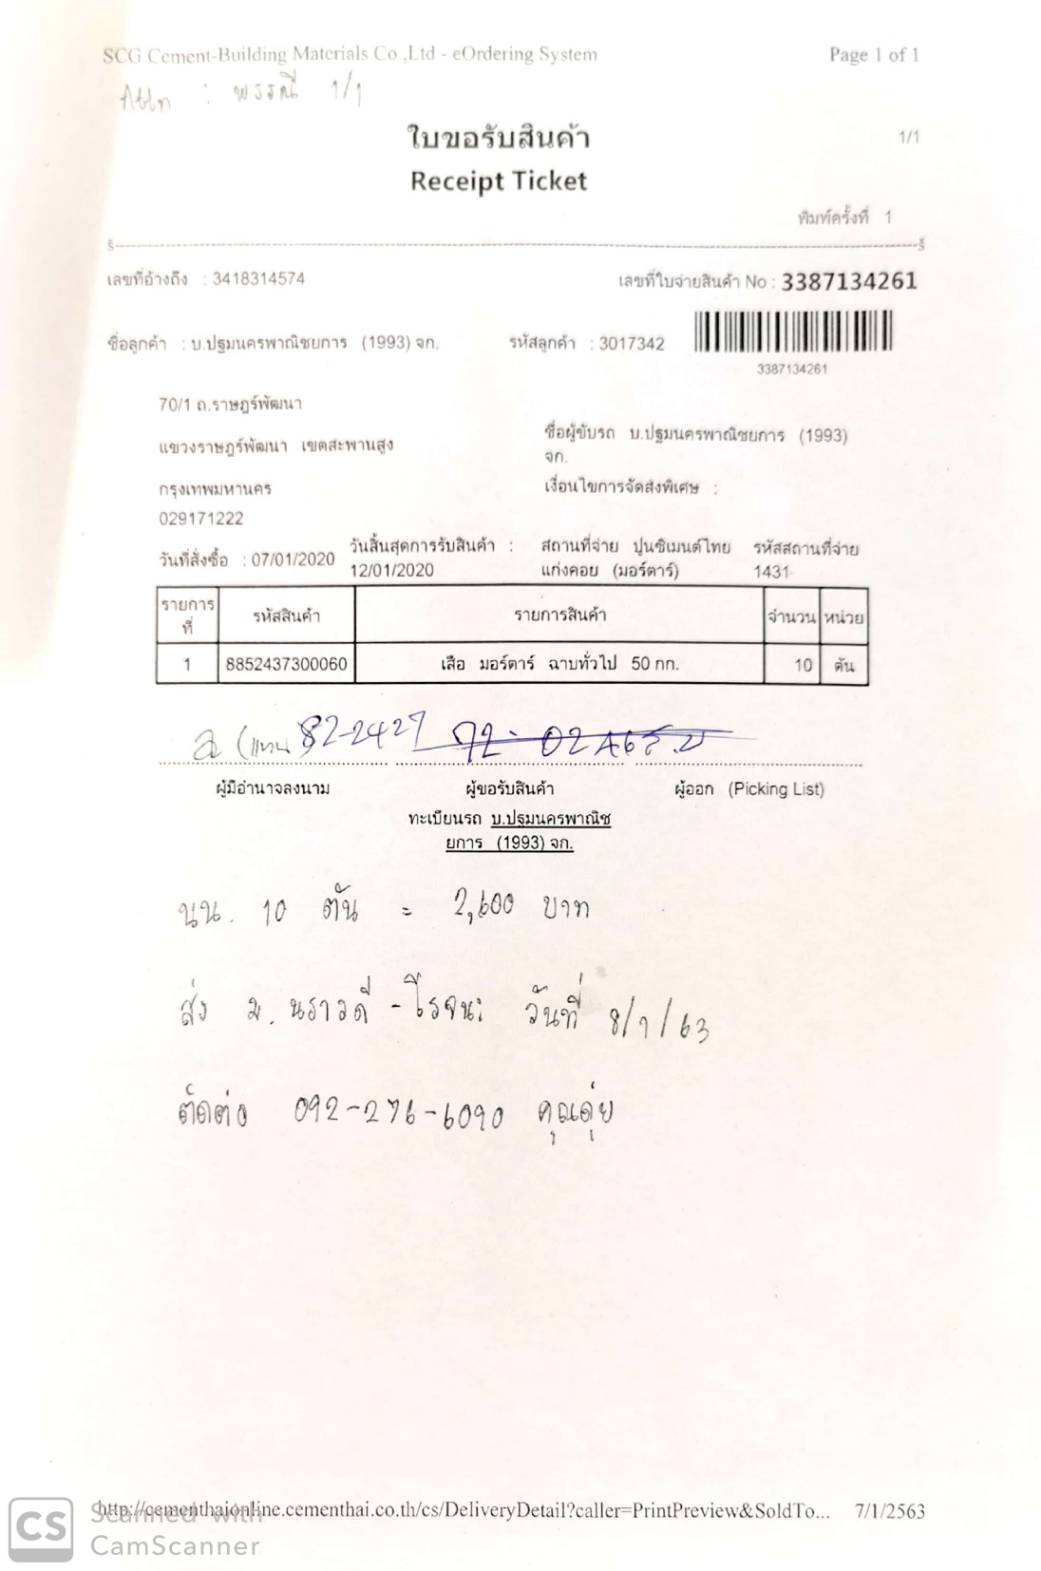 SCG Cement-Building Materials Co.,Ltd - eOrdering System Page 1 of 1
: พรรณี 1/1
ใบขอรับสินค้า 1/1
Receipt Ticket
พิมพ์ครั้งที่ 1
เลขที่อ้างถึง : 3418314574 เลขที่ใบจ่ายสินค้า No : 3387134261
ชื่อลูกค้า : บ.ปฐมนครพาณิชยการ (1993) จก. รหัสลูกค้า : 3017342
3387134261
70/1 ถ.ราษฎร์พัฒนา
แขวงราษฎร์พัฒนา เขตสะพานสูง
ชื่อผู้ขับรถ บ.ปฐมนครพาณิชยการ (1993)
จก.
กรุงเทพมหานคร
เงื่อนไขการจัดส่งพิเศษ :
029171222
วันที่สั่งซื้อ : 07/01/2020
วันสิ้นสุดการรับสินค้า :
12/01/2020
สถานที่จ่าย ปูนซิเมนต์ไทย
แก่งคอย (มอร์ตาร์)
รหัสสถานที่จ่าย
1431
รายการ
ที่
รหัสสินค้า รายการสินค้า จำนวน หน่วย
1 8852437300060 เสือ มอร์ตาร์ ฉาบทั่วไป 50 กก. 10 ตัน
82-2427
ผู้มีอำนาจลงนาม ผู้ขอรับสินค้า ผู้ออก (Picking List)
ทะเบียนรถ บ.ปฐมนครพาณิช
ยการ (1993) จก.
นน. 10 ตัน = 2,600 บาท
ส่ง ม. นราวดี - โรจนะ วันที่ 8/1/63
ติดต่อ 092-276-6090 คุณตุ่ย
http://cementhaionline.cementhai.co.th/cs/DeliveryDetail?caller=PrintPreview&SoldTo... 7/1/2563
CS Scanned with
CamScanner